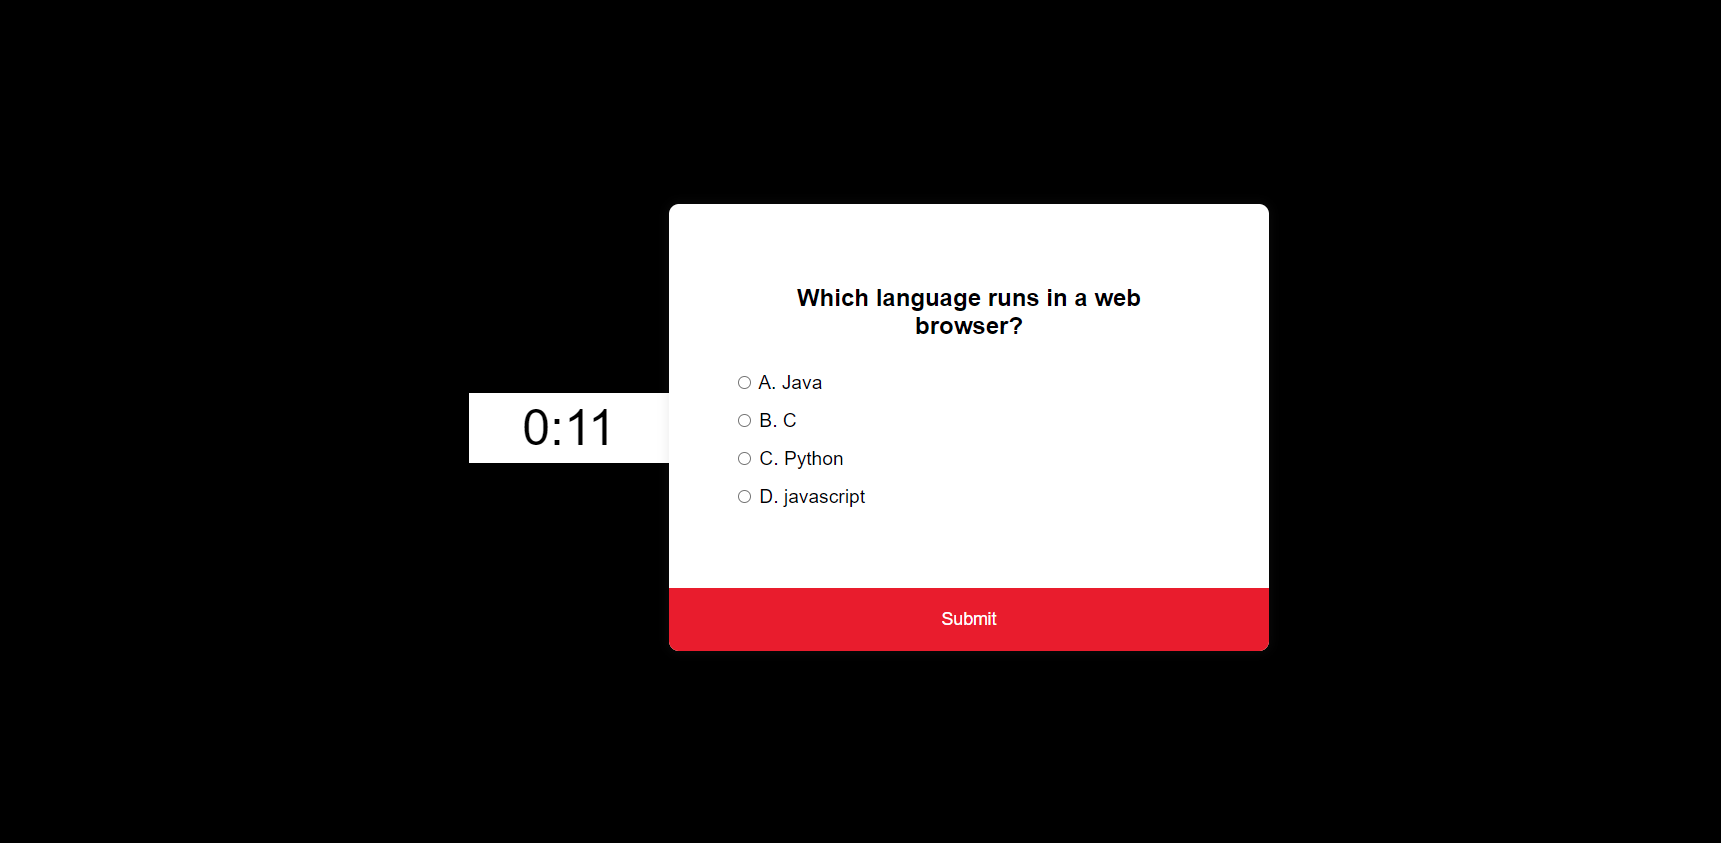 Which language runs in a web
browser?
A. Java
B. C
0:11
C. Python
D. javascript
Submit